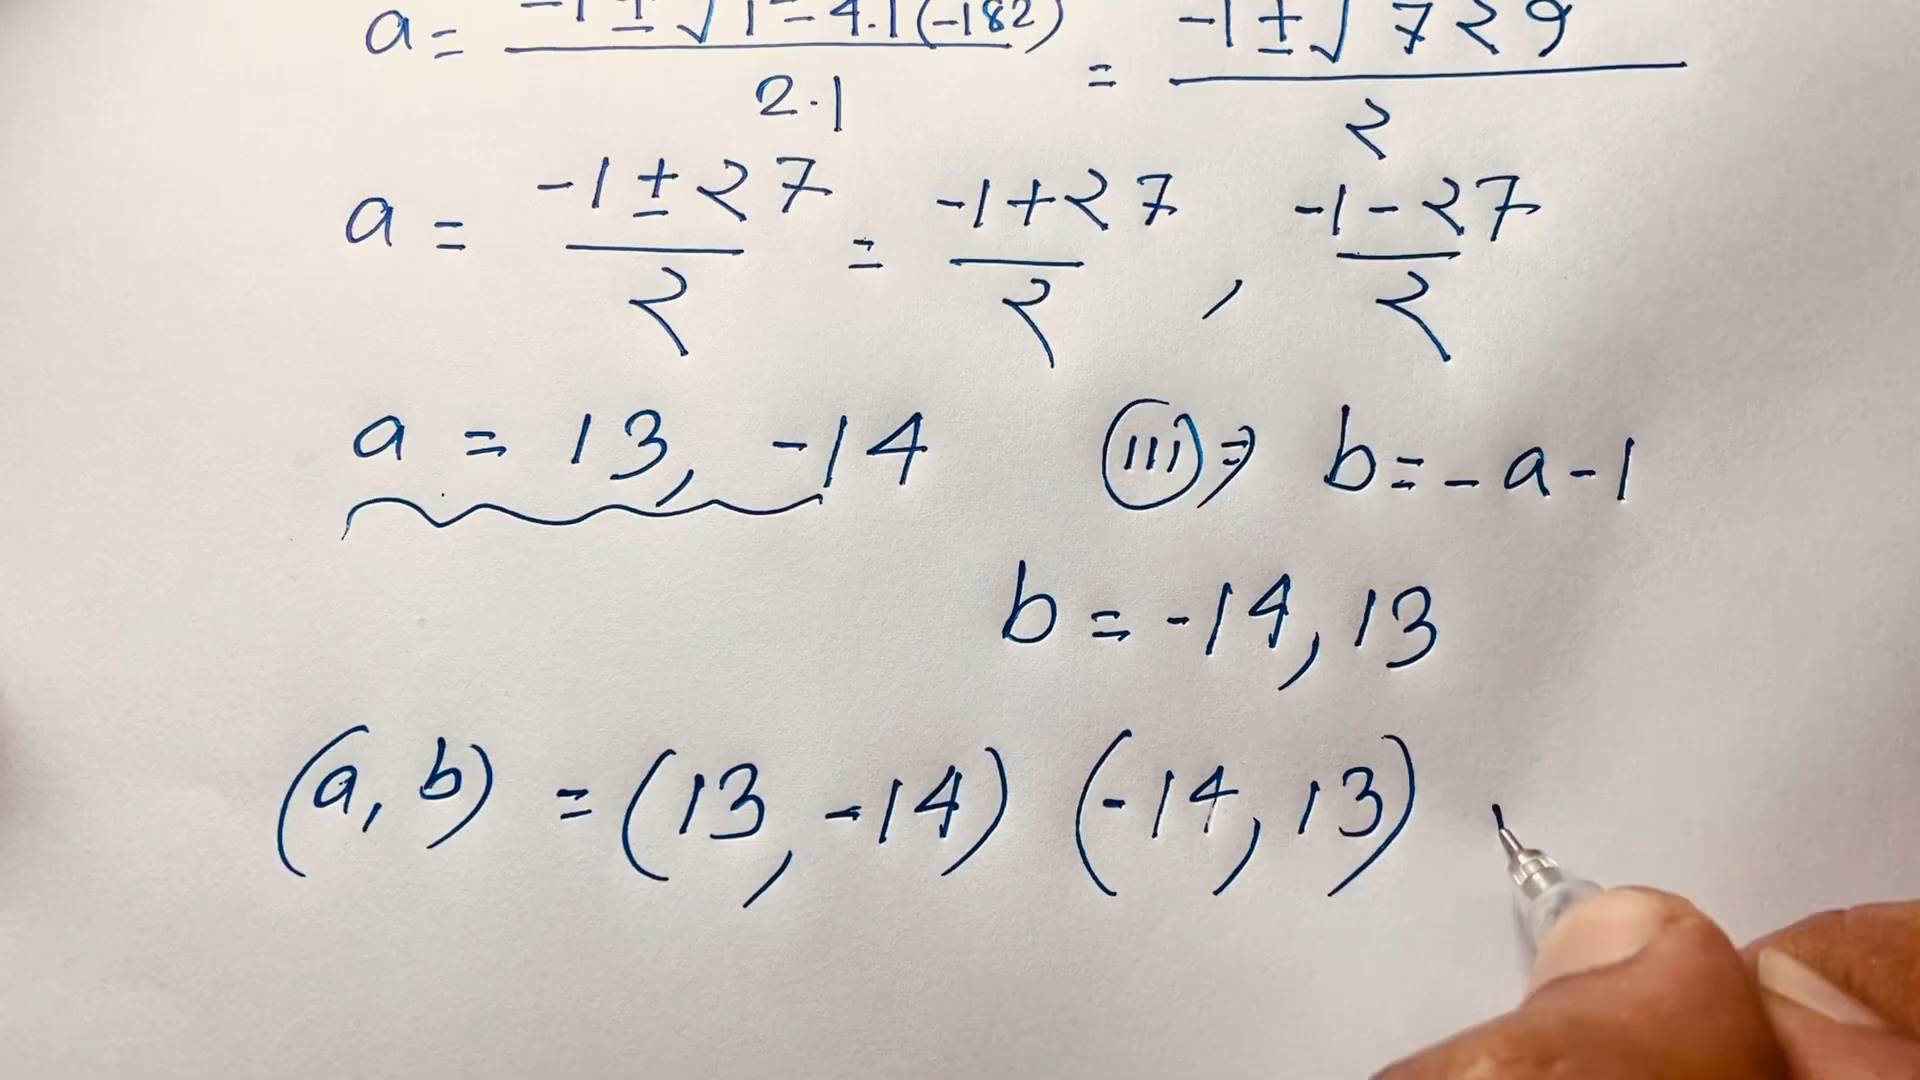 a = (-1 ± √1 - 4.1(-182)) / 2.1 = (-1 ± √729) / 2
a = (-1 ± 27) / 2 = (-1 + 27) / 2 , (-1 - 27) / 2
a = 13, -14 (iii) ⇒ b = -a - 1
b = -14, 13
(a, b) = (13, -14) (-14, 13)